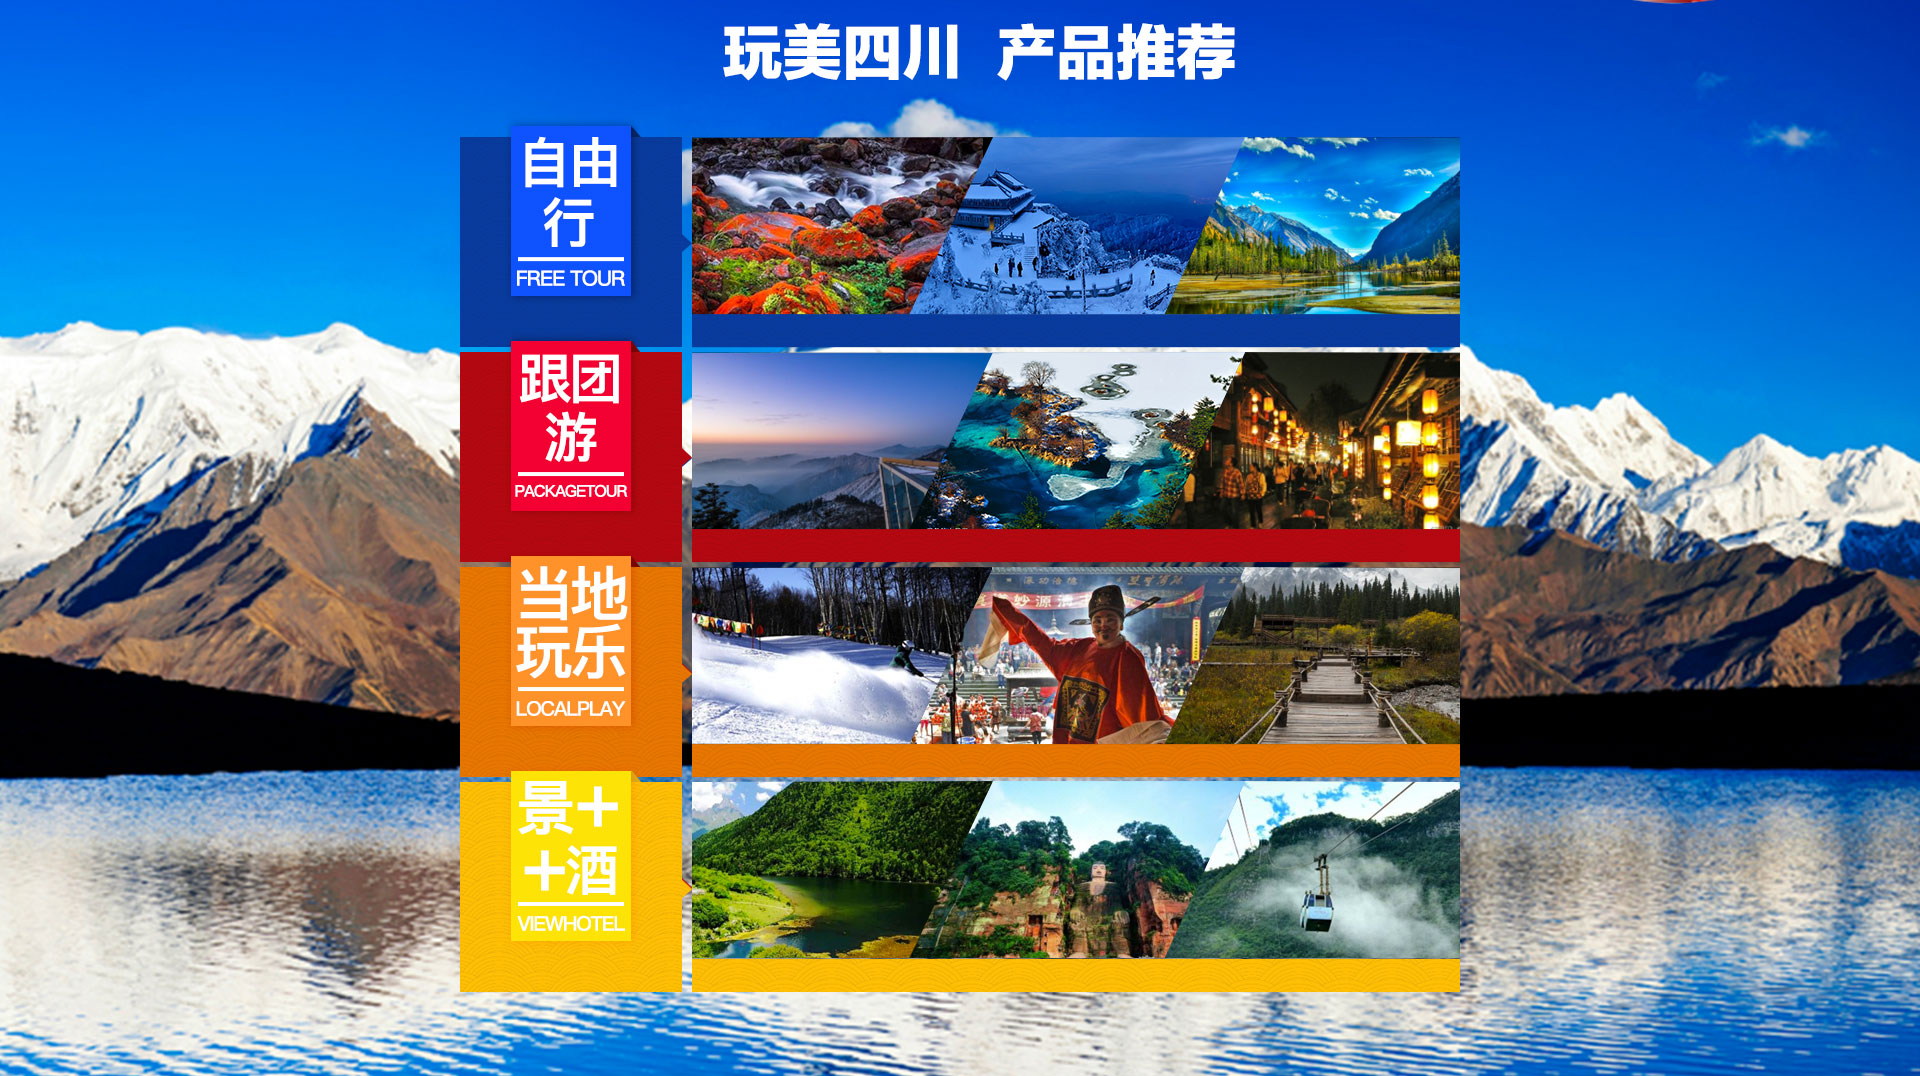 玩美四川 产品推荐
自由
行
FREE TOUR
跟团
游
PACKAGETOUR
当地
玩乐
LOCALPLAY
景+
+酒
VIEWHOTEL